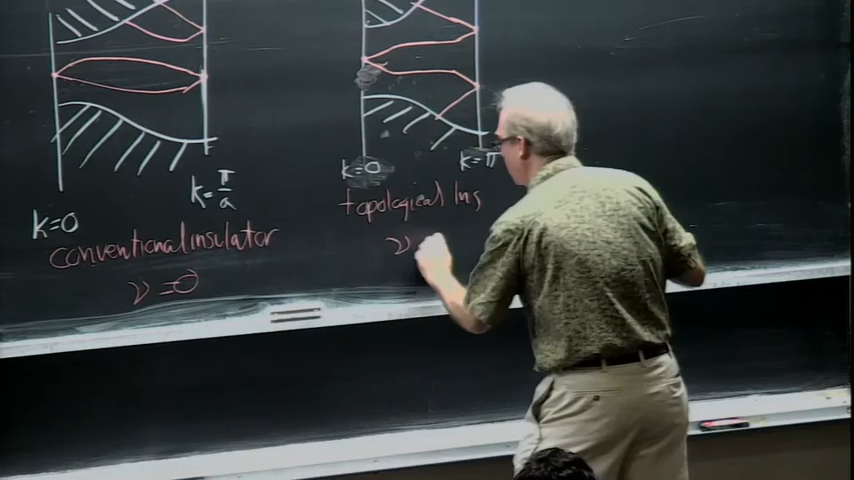 k=0
k=π/a
conventional insulator
ν=0
k=0
k=π
topological Ins
ν